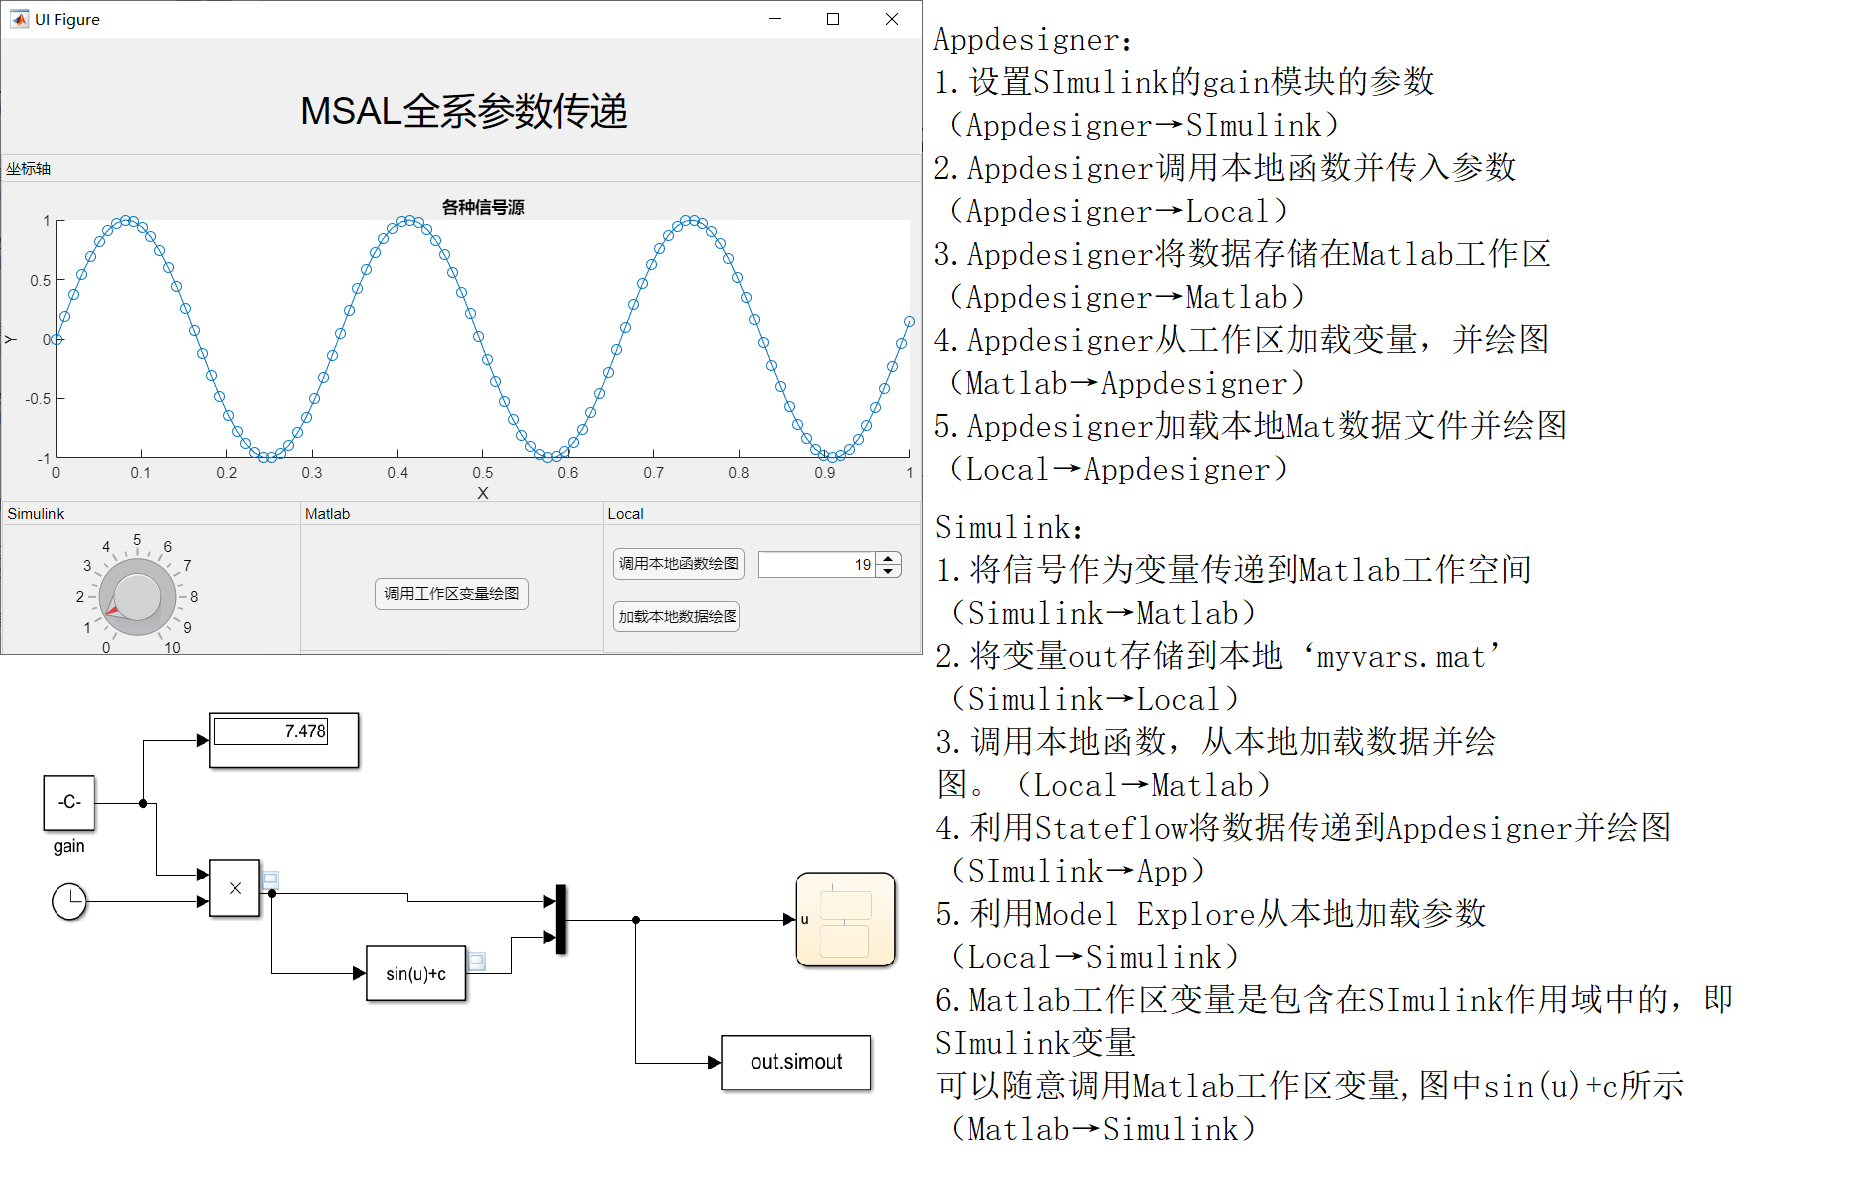 UI Figure
MSAL全系参数传递
坐标轴
各种信号源
1
0.5
0
-0.5
-1
Y
0 0.1 0.2 0.3 0.4 0.5 0.6 0.7 0.8 0.9 1
X
Simulink
0 1 2 3 4 5 6 7 8 9 10
Matlab
调用工作区变量绘图
Local
调用本地函数绘图 19
加载本地数据绘图
7.478
-C-
gain
×
sin(u)+c
u
out.simout
Appdesigner：
1.设置SImulink的gain模块的参数
（Appdesigner→SImulink）
2.Appdesigner调用本地函数并传入参数
（Appdesigner→Local）
3.Appdesigner将数据存储在Matlab工作区
（Appdesigner→Matlab）
4.Appdesigner从工作区加载变量，并绘图
（Matlab→Appdesigner）
5.Appdesigner加载本地Mat数据文件并绘图
（Local→Appdesigner）
Simulink：
1.将信号作为变量传递到Matlab工作空间
（Simulink→Matlab）
2.将变量out存储到本地‘myvars.mat’
（Simulink→Local）
3.调用本地函数，从本地加载数据并绘
图。（Local→Matlab）
4.利用Stateflow将数据传递到Appdesigner并绘图
（SImulink→App）
5.利用Model Explore从本地加载参数
（Local→Simulink）
6.Matlab工作区变量是包含在SImulink作用域中的，即
SImulink变量
可以随意调用Matlab工作区变量,图中sin(u)+c所示
（Matlab→Simulink）